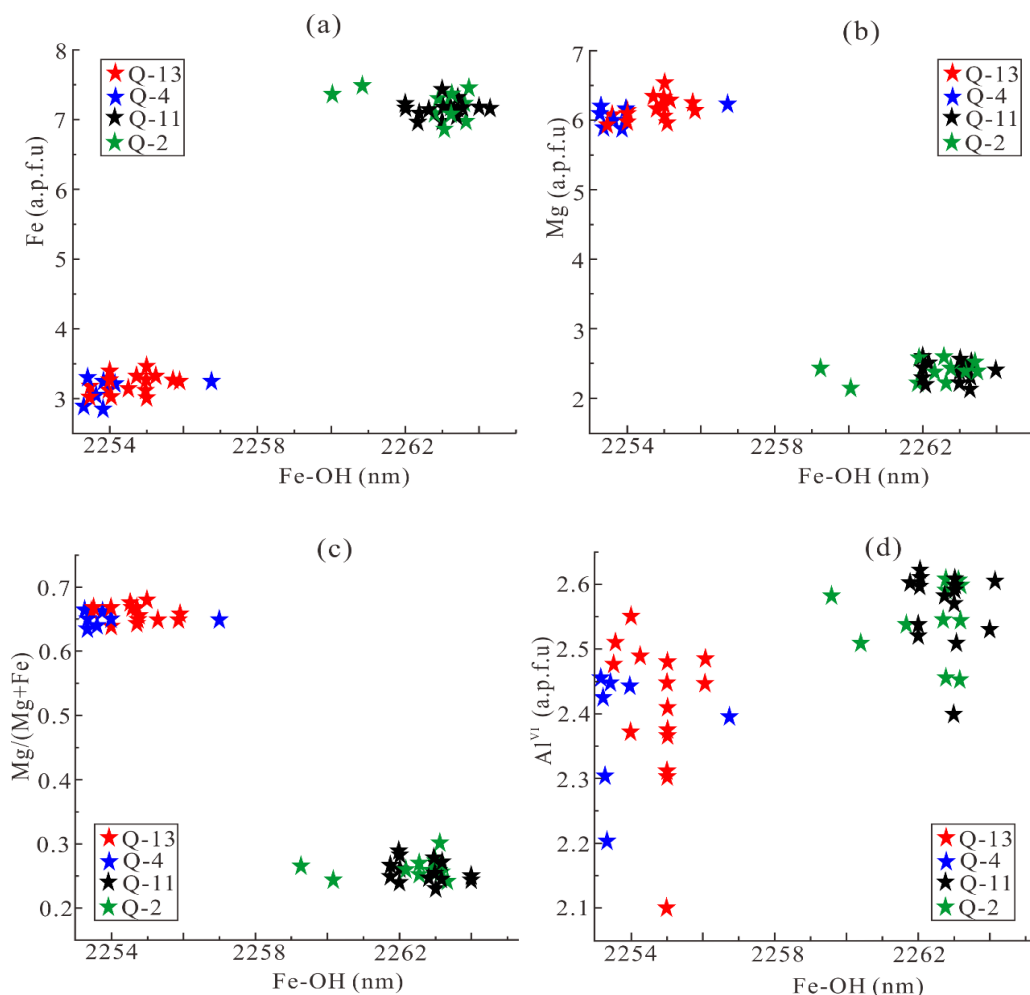 (a)
8
7
6
5
4
3
Fe (a.p.f.u)
Q-13
Q-4
Q-11
Q-2
2254
2258
2262
Fe-OH (nm)
(b)
7
6
5
4
3
2
Mg (a.p.f.u)
Q-13
Q-4
Q-11
Q-2
2254
2258
2262
Fe-OH (nm)
(c)
0.7
0.6
0.5
0.4
0.3
0.2
Mg/(Mg+Fe)
Q-13
Q-4
Q-11
Q-2
2254
2258
2262
Fe-OH (nm)
(d)
2.6
2.5
2.4
2.3
2.2
2.1
Al^VI (a.p.f.u)
Q-13
Q-4
Q-11
Q-2
2254
2258
2262
Fe-OH (nm)